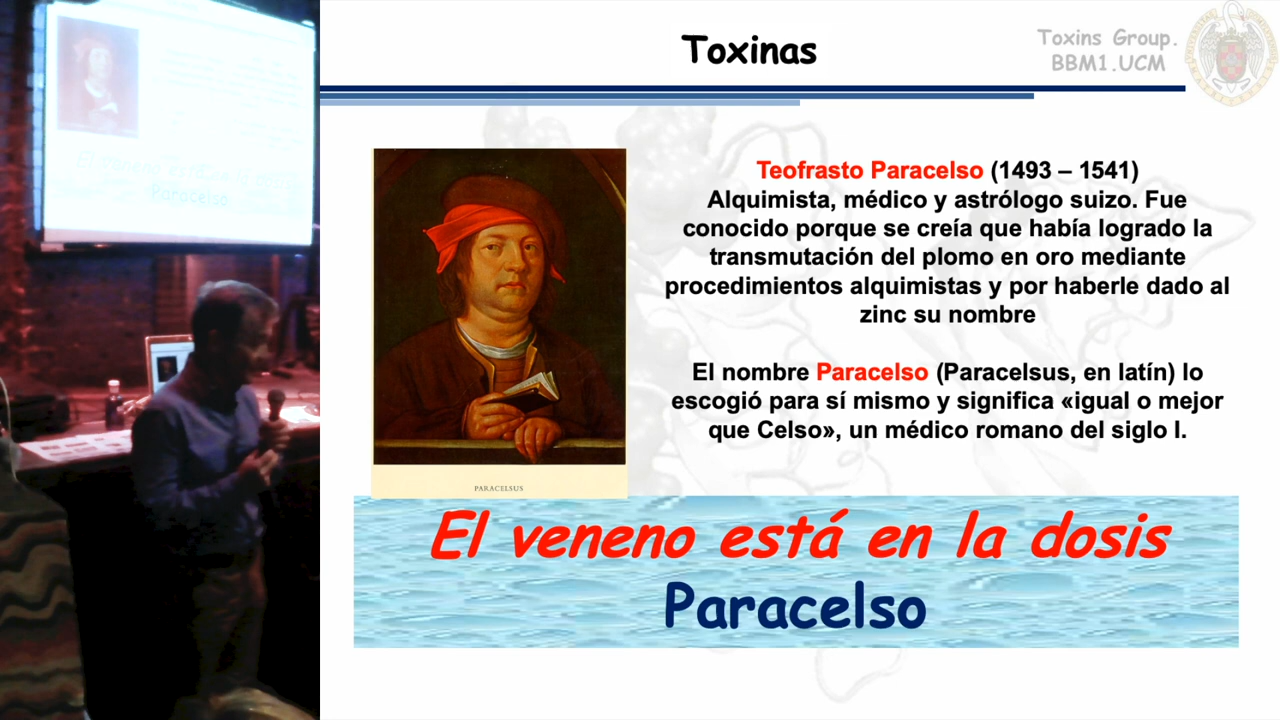 Toxinas
Toxins Group.
BBM1.UCM
Teofrasto Paracelso (1493 – 1541)
Alquimista, médico y astrólogo suizo. Fue
conocido porque se creía que había logrado la
transmutación del plomo en oro mediante
procedimientos alquimistas y por haberle dado al
zinc su nombre
El nombre Paracelso (Paracelsus, en latín) lo
escogió para sí mismo y significa «igual o mejor
que Celso», un médico romano del siglo I.
PARACELSUS
El veneno está en la dosis
Paracelso
El veneno
Paracelso